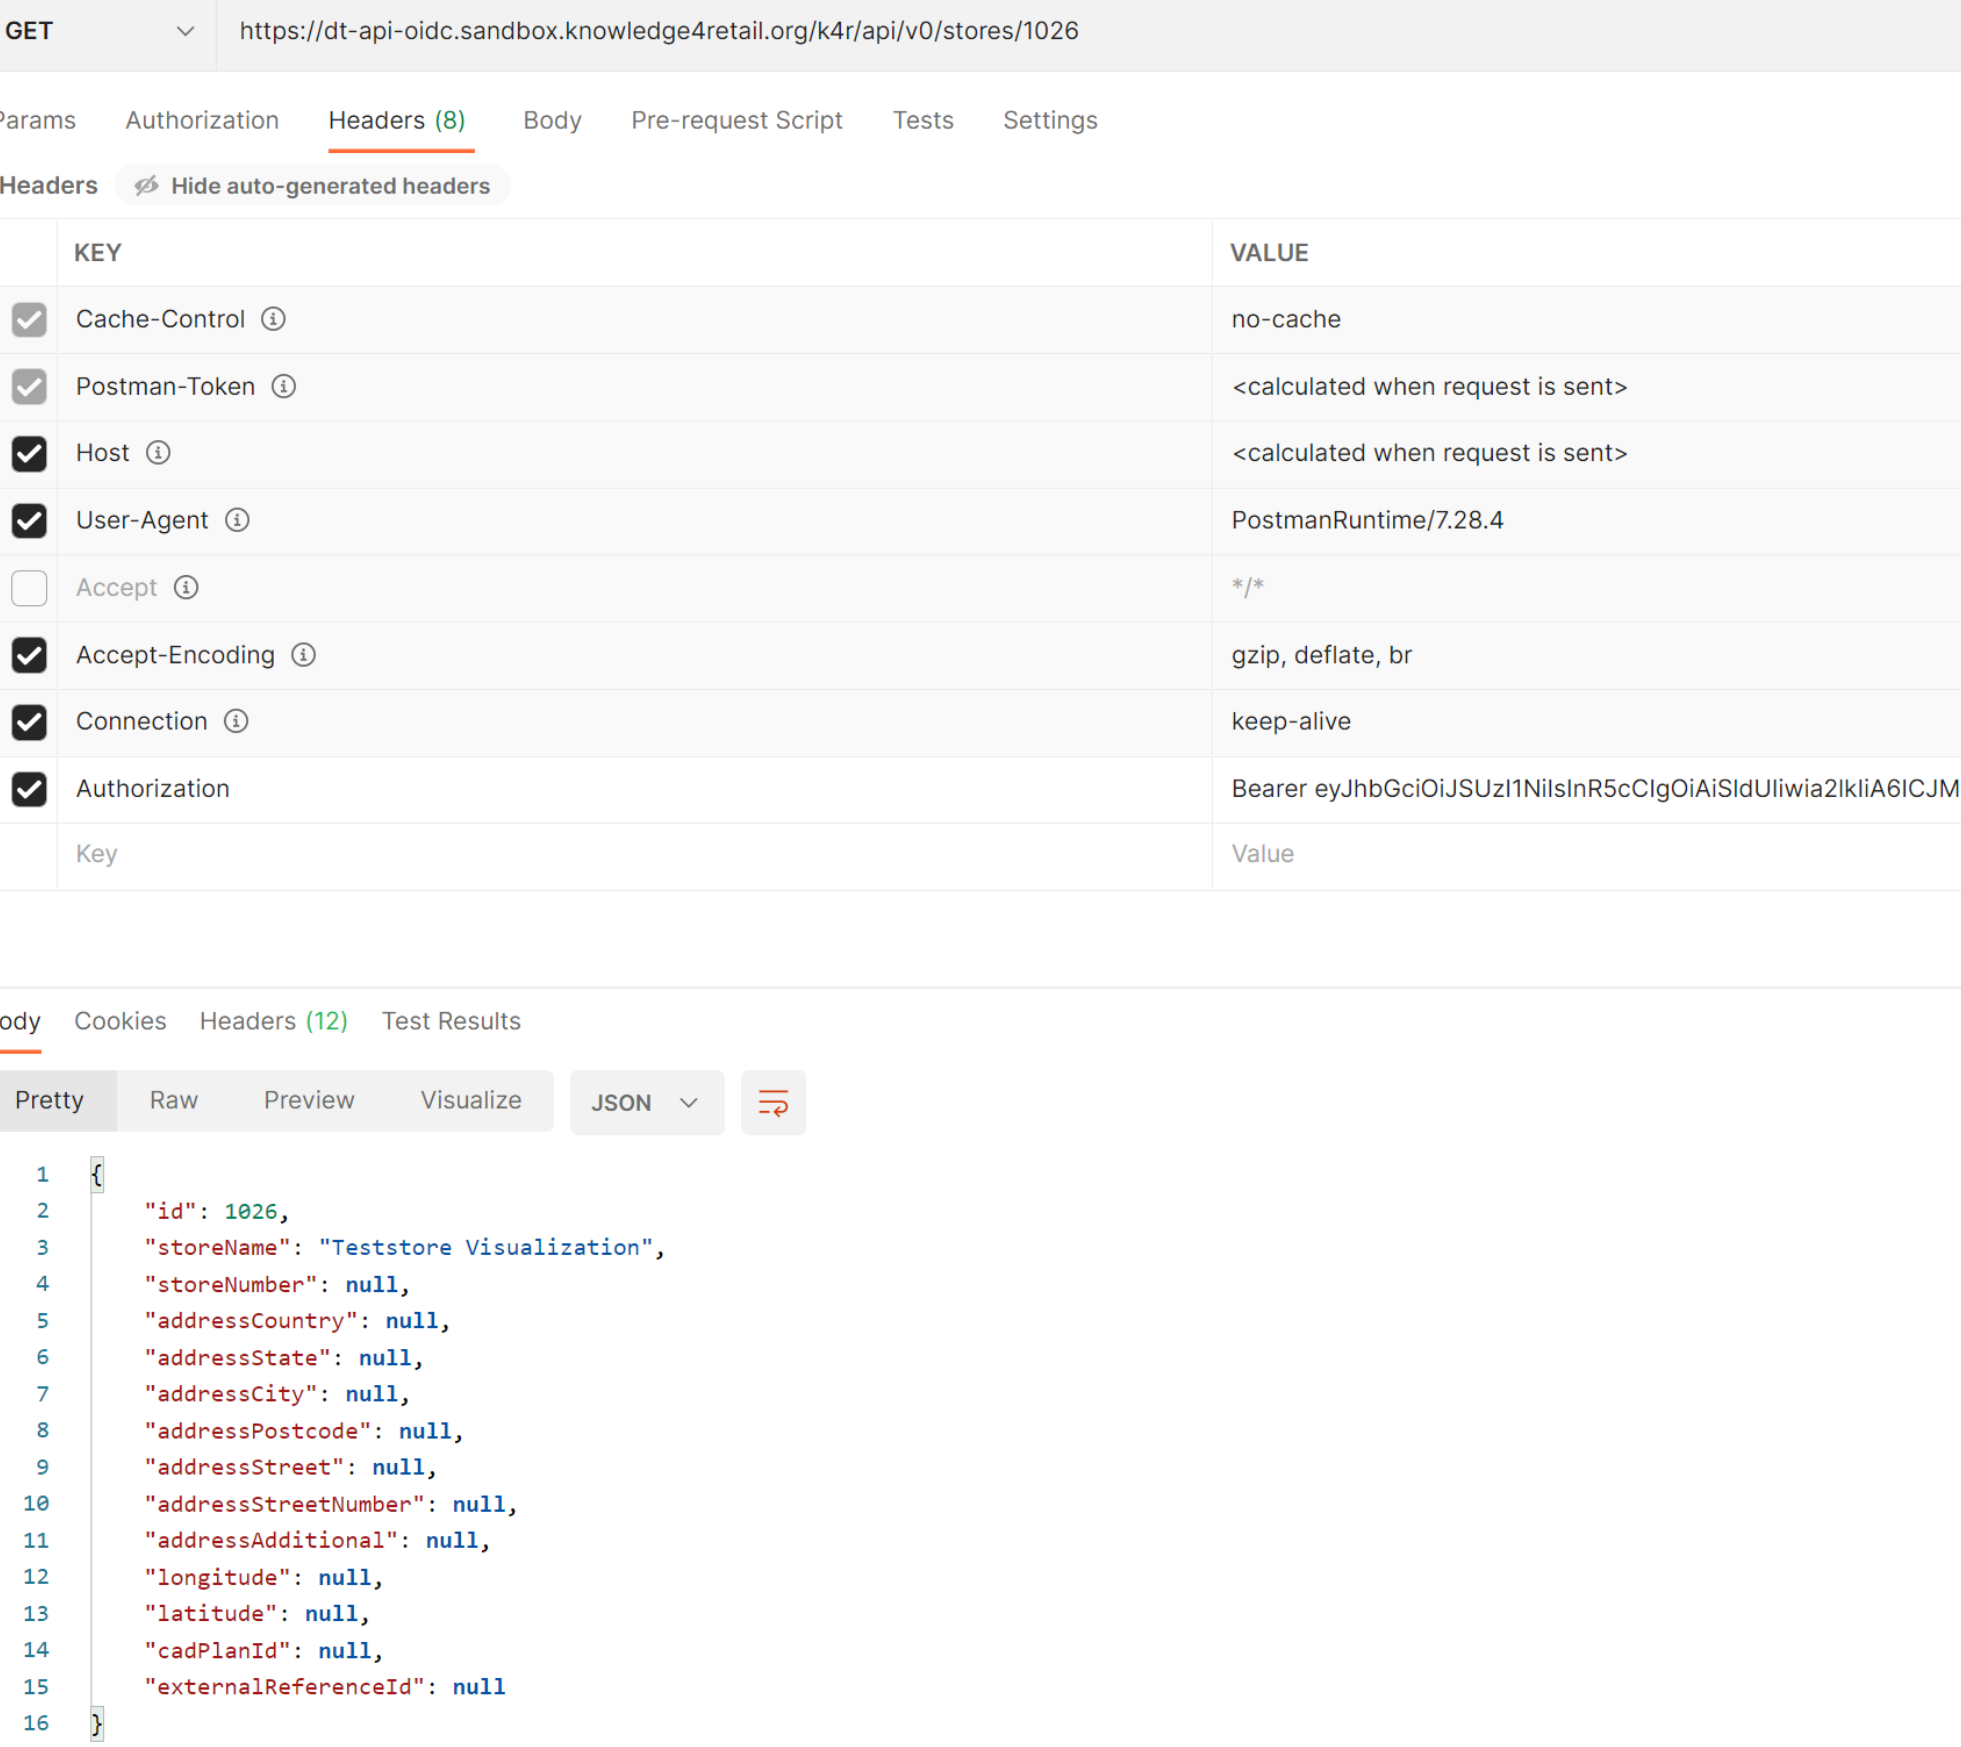 GET https://dt-api-oidc.sandbox.knowledge4retail.org/k4r/api/v0/stores/1026
Params Authorization Headers (8) Body Pre-request Script Tests Settings
Headers Hide auto-generated headers
KEY VALUE
Cache-Control no-cache
Postman-Token <calculated when request is sent>
Host <calculated when request is sent>
User-Agent PostmanRuntime/7.28.4
Accept */*
Accept-Encoding gzip, deflate, br
Connection keep-alive
Authorization Bearer
Key Value
ody Cookies Headers (12) Test Results
Pretty Raw Preview Visualize JSON
1 {
2 "id": 1026,
3 "storeName": "Teststore Visualization",
4 "storeNumber": null,
5 "addressCountry": null,
6 "addressState": null,
7 "addressCity": null,
8 "addressPostcode": null,
9 "addressStreet": null,
10 "addressStreetNumber": null,
11 "addressAdditional": null,
12 "longitude": null,
13 "latitude": null,
14 "cadPlanId": null,
15 "externalReferenceId": null
16 }